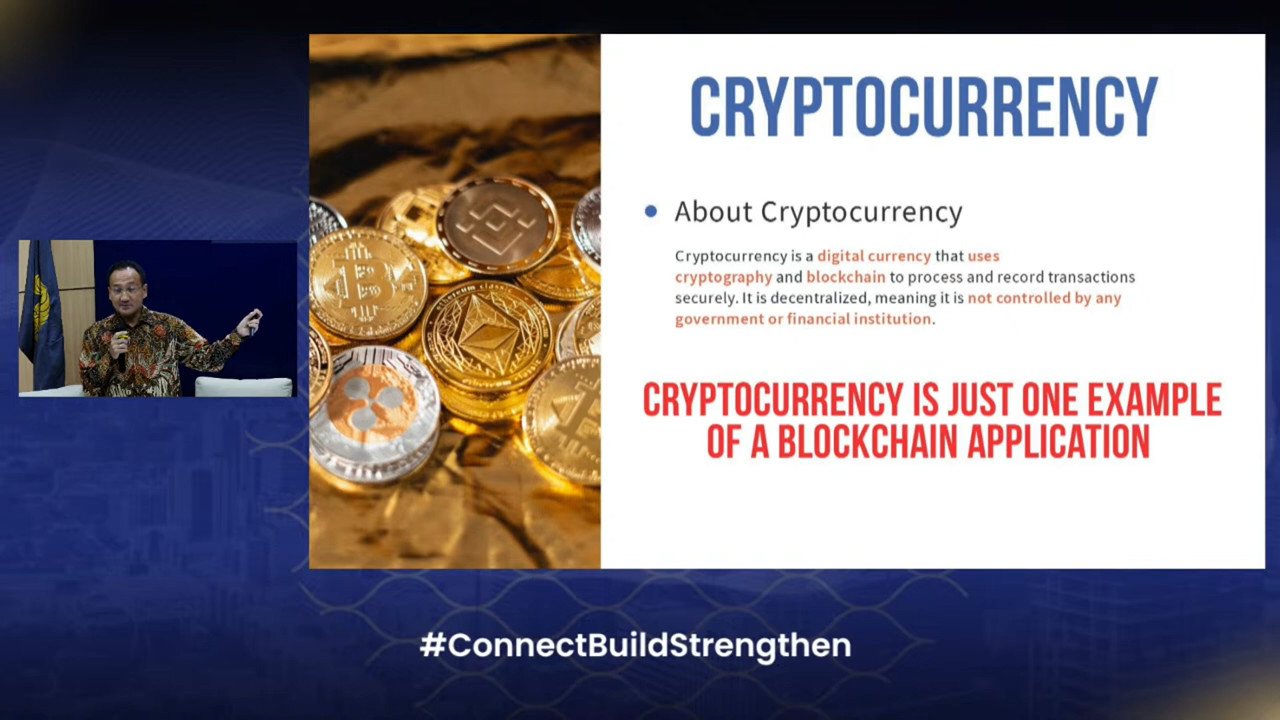 CRYPTOCURRENCY
About Cryptocurrency
Cryptocurrency is a digital currency that uses
cryptography and blockchain to process and record transactions
securely. It is decentralized, meaning it is not controlled by any
government or financial institution.
CRYPTOCURRENCY IS JUST ONE EXAMPLE
OF A BLOCKCHAIN APPLICATION
ethereum classic
#ConnectBuildStrengthen